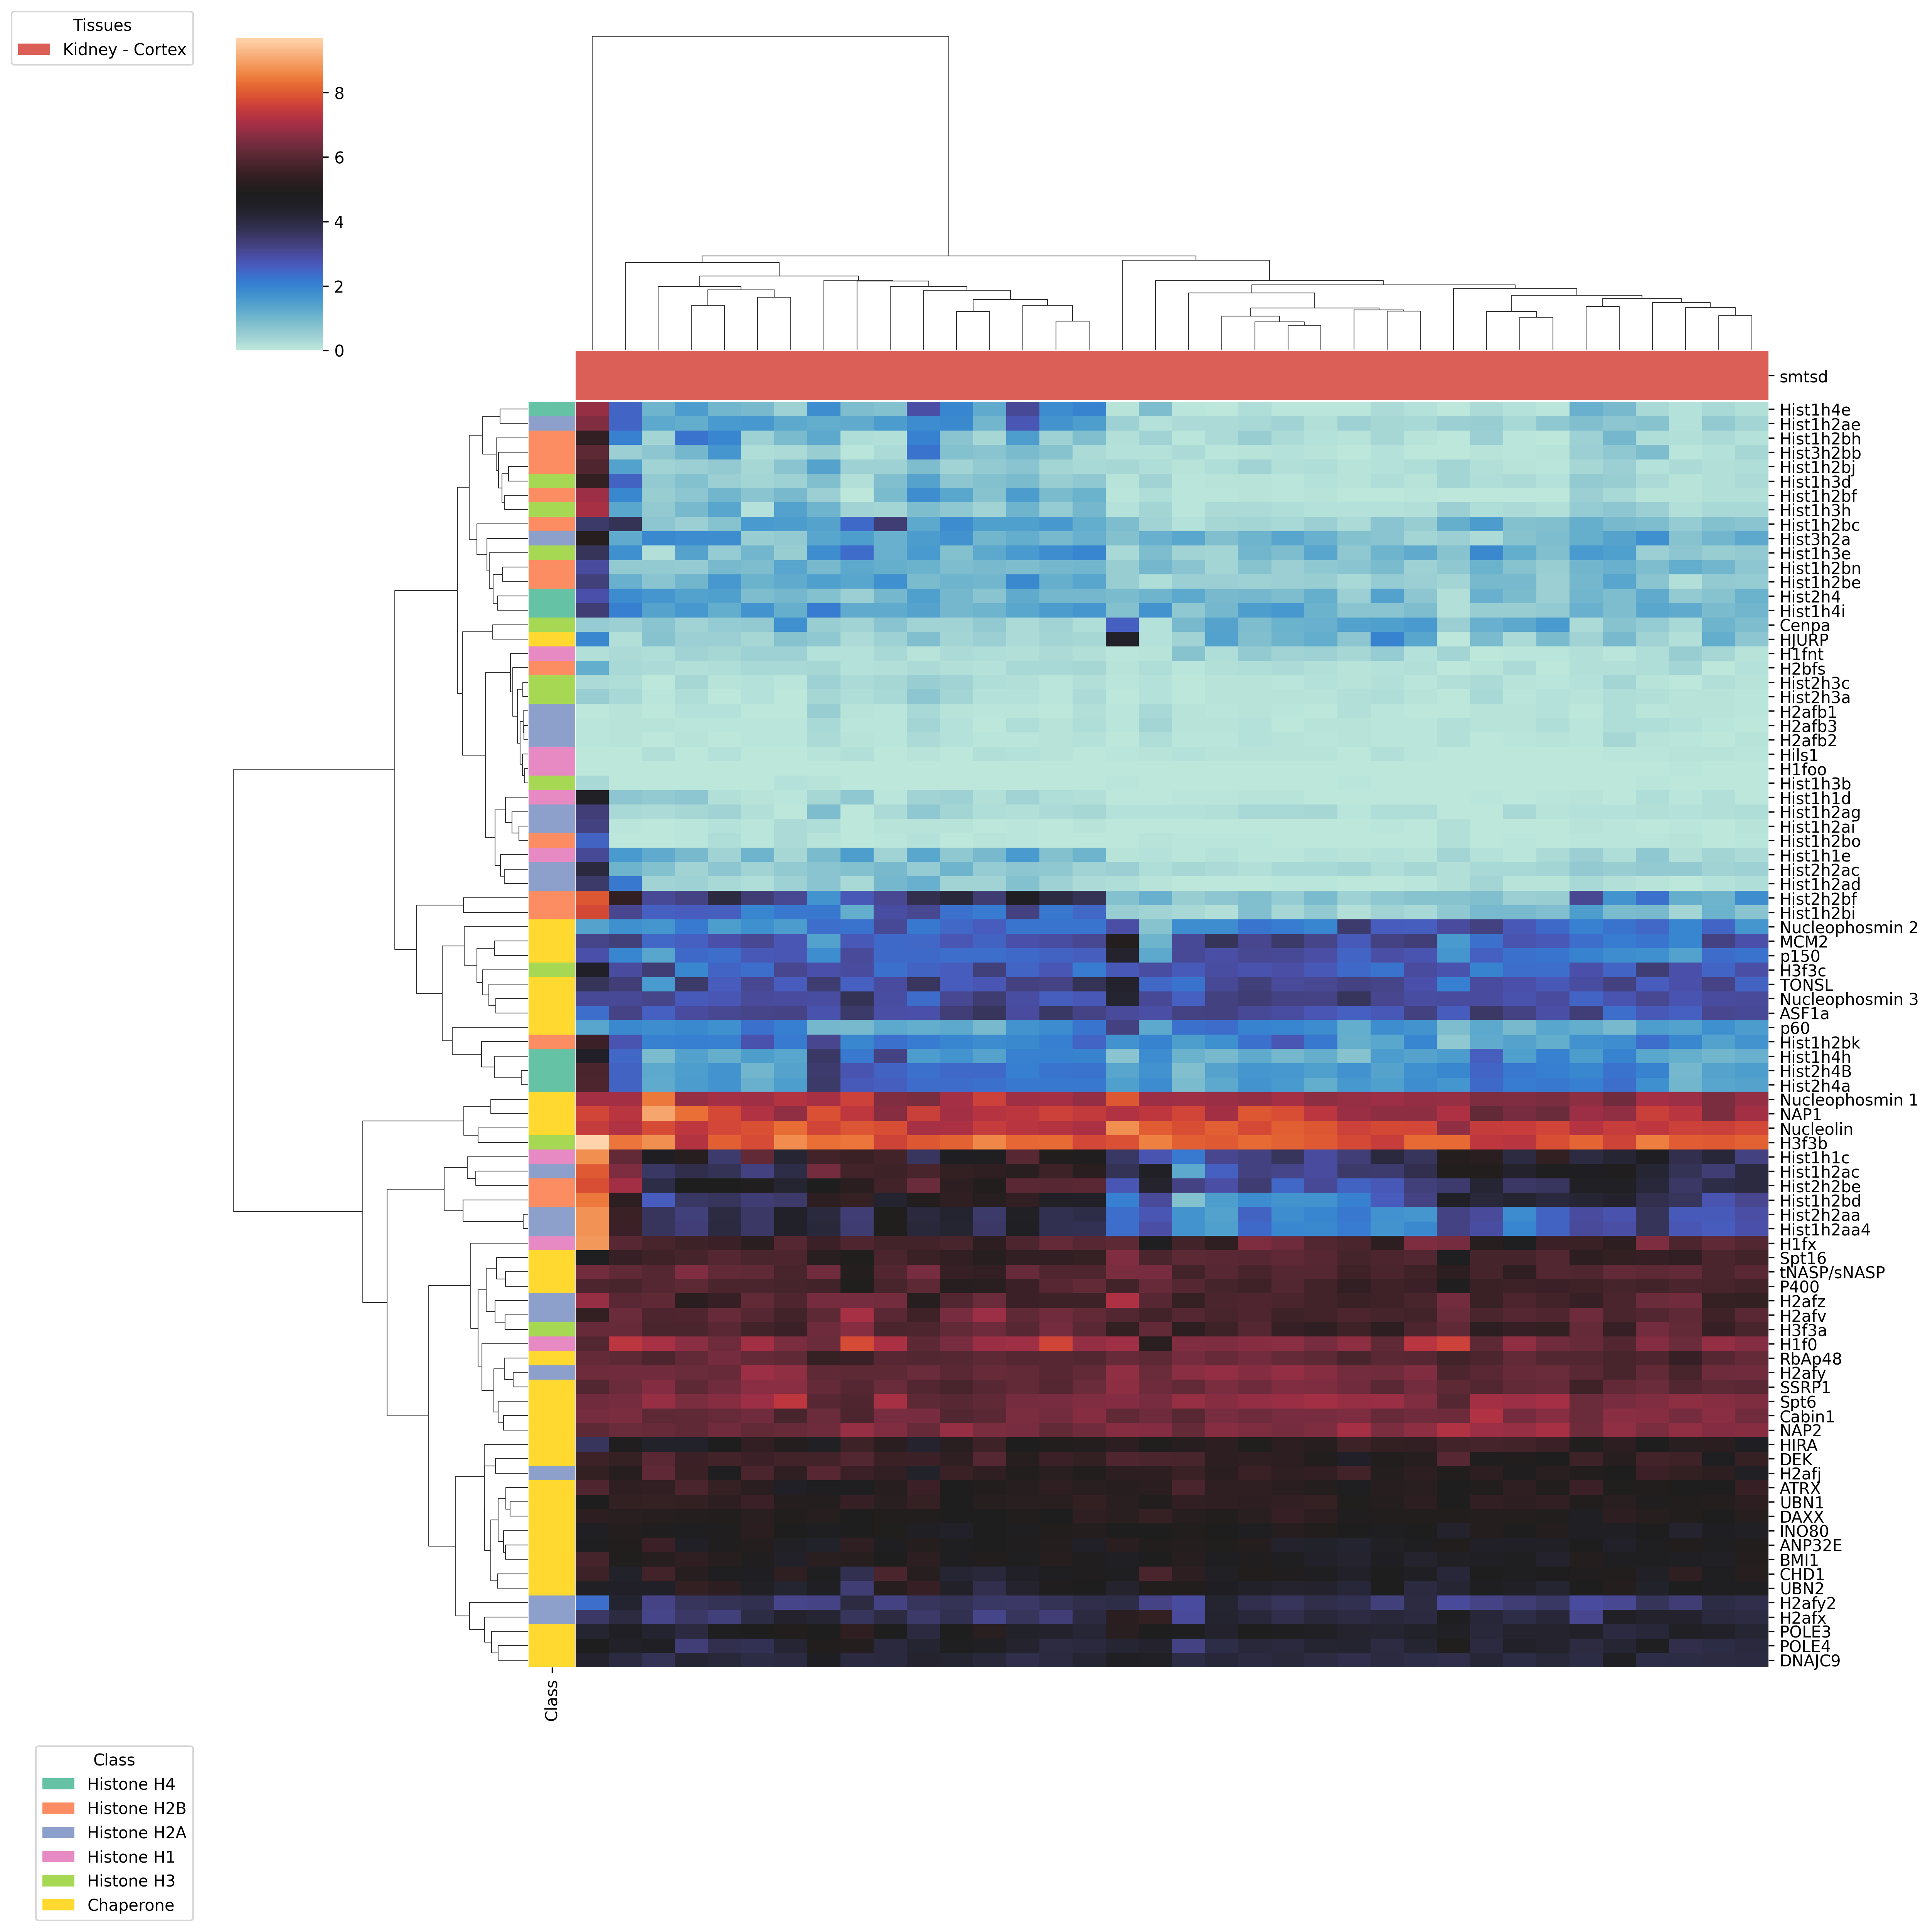 Tissues
Kidney - Cortex
8
6
4
2
0
smtsd
Hist1h4e
Hist1h2ae
Hist1h2bh
Hist3h2bb
Hist1h2bj
Hist1h3d
Hist1h2bf
Hist1h3h
Hist1h2bc
Hist3h2a
Hist1h3e
Hist1h2bn
Hist1h2be
Hist2h4
Hist1h4i
Cenpa
HJURP
H1fnt
H2bfs
Hist2h3c
Hist2h3a
H2afb1
H2afb3
H2afb2
Hils1
H1foo
Hist1h3b
Hist1h1d
Hist1h2ag
Hist1h2ai
Hist1h2bo
Hist1h1e
Hist2h2ac
Hist1h2ad
Hist2h2bf
Hist1h2bi
Nucleophosmin 2
MCM2
p150
H3f3c
TONSL
Nucleophosmin 3
ASF1a
p60
Hist1h2bk
Hist1h4h
Hist2h4B
Hist2h4a
Nucleophosmin 1
NAP1
Nucleolin
H3f3b
Hist1h1c
Hist1h2ac
Hist2h2be
Hist1h2bd
Hist2h2aa
Hist1h2aa4
H1fx
Spt16
tNASP/sNASP
P400
H2afz
H2afv
H3f3a
H1f0
RbAp48
H2afy
SSRP1
Spt6
Cabin1
NAP2
HIRA
DEK
H2afj
ATRX
UBN1
DAXX
INO80
ANP32E
BMI1
CHD1
UBN2
H2afy2
H2afx
POLE3
POLE4
DNAJC9
Class
Class
Histone H4
Histone H2B
Histone H2A
Histone H1
Histone H3
Chaperone